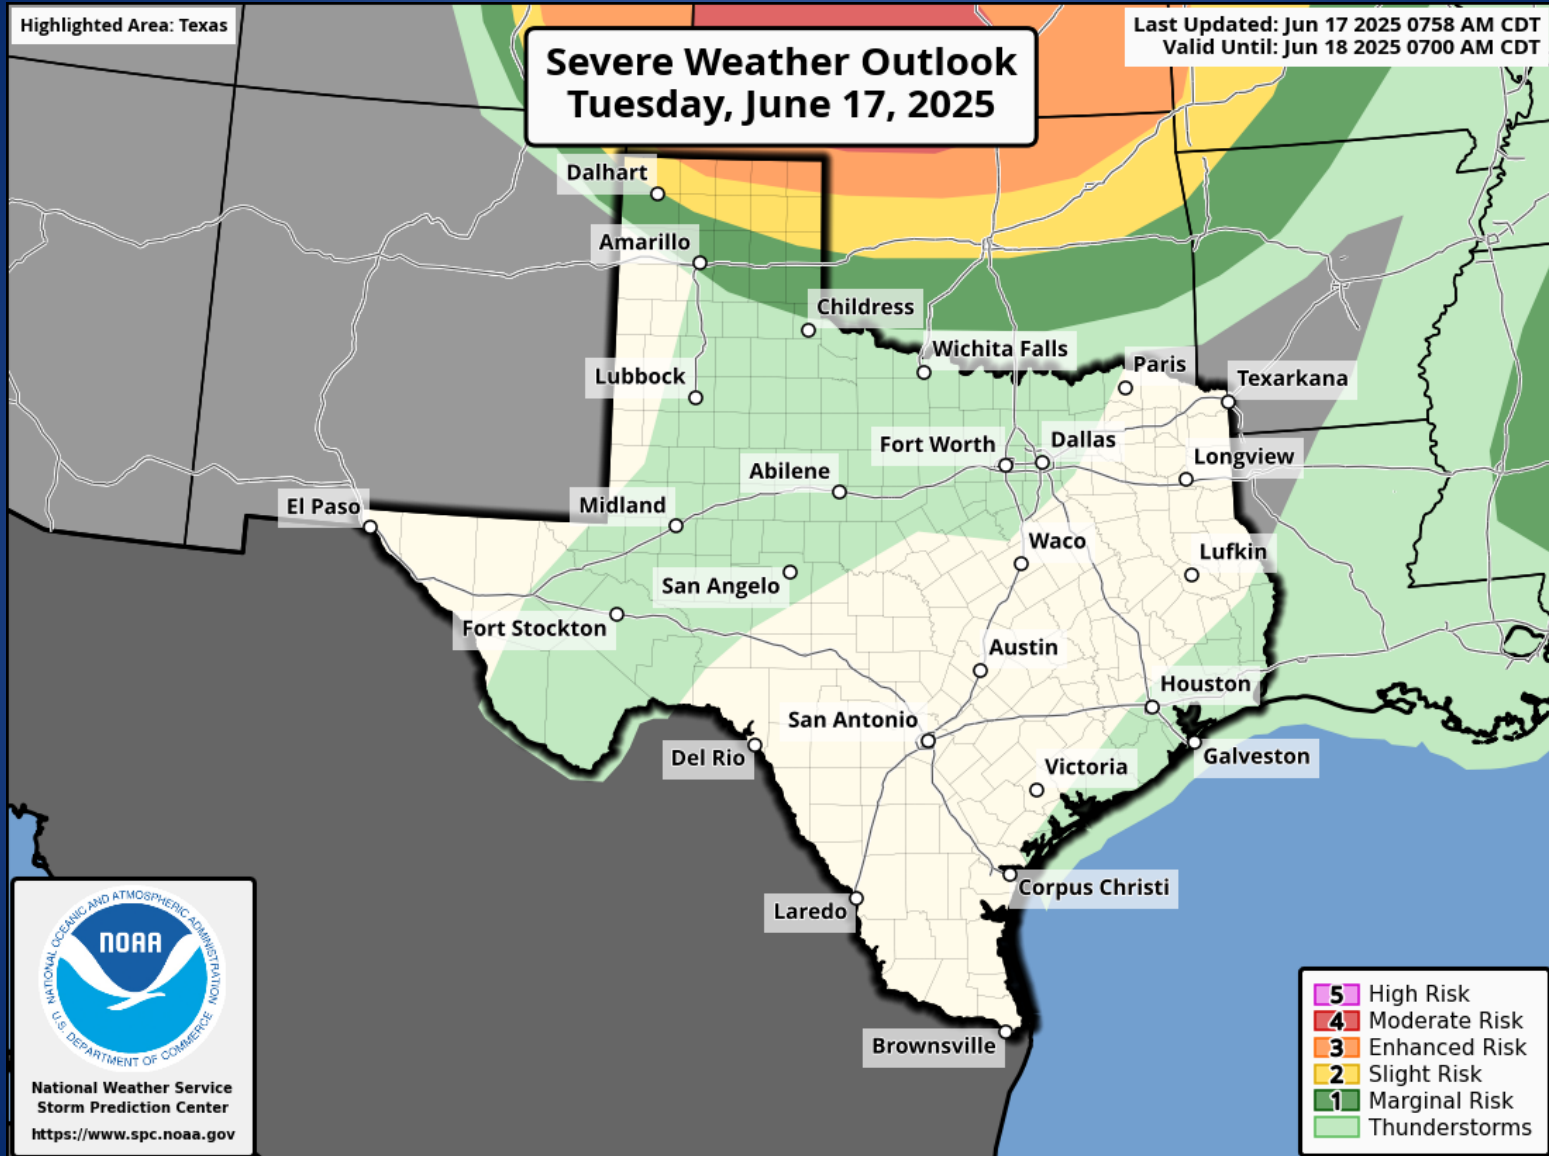 Highlighted Area: Texas
Severe Weather Outlook
Tuesday, June 17, 2025
Last Updated: Jun 17 2025 0758 AM CDT
Valid Until: Jun 18 2025 0700 AM CDT
Dalhart
Amarillo
Childress
Wichita Falls
Paris
Texarkana
Lubbock
Fort Worth
Dallas
Longview
Abilene
Midland
El Paso
Waco
Lufkin
San Angelo
Fort Stockton
Austin
Houston
San Antonio
Del Rio
Galveston
Victoria
Corpus Christi
Laredo
Brownsville
NATIONAL OCEANIC AND ATMOSPHERIC ADMINISTRATION
NOAA
U.S. DEPARTMENT OF COMMERCE
National Weather Service
Storm Prediction Center
https://www.spc.noaa.gov
5 High Risk
4 Moderate Risk
3 Enhanced Risk
2 Slight Risk
1 Marginal Risk
Thunderstorms